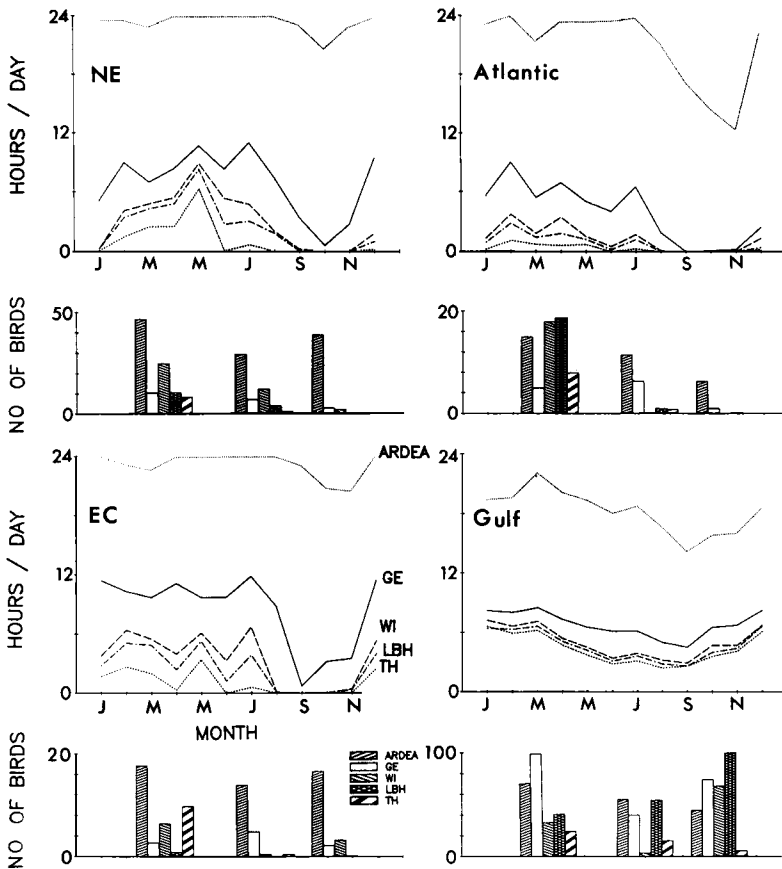 24
12
0
HOURS / DAY
NE
J M M J S N
24
12
0
Atlantic
J M M J S N
50
0
NO OF BIRDS
20
0
24
12
0
HOURS / DAY
EC
ARDEA
GE
WI
LBH
TH
J M M J S N
MONTH
24
12
0
Gulf
J M M J S N
20
0
NO OF BIRDS
ARDEA
GE
WI
LBH
TH
100
0